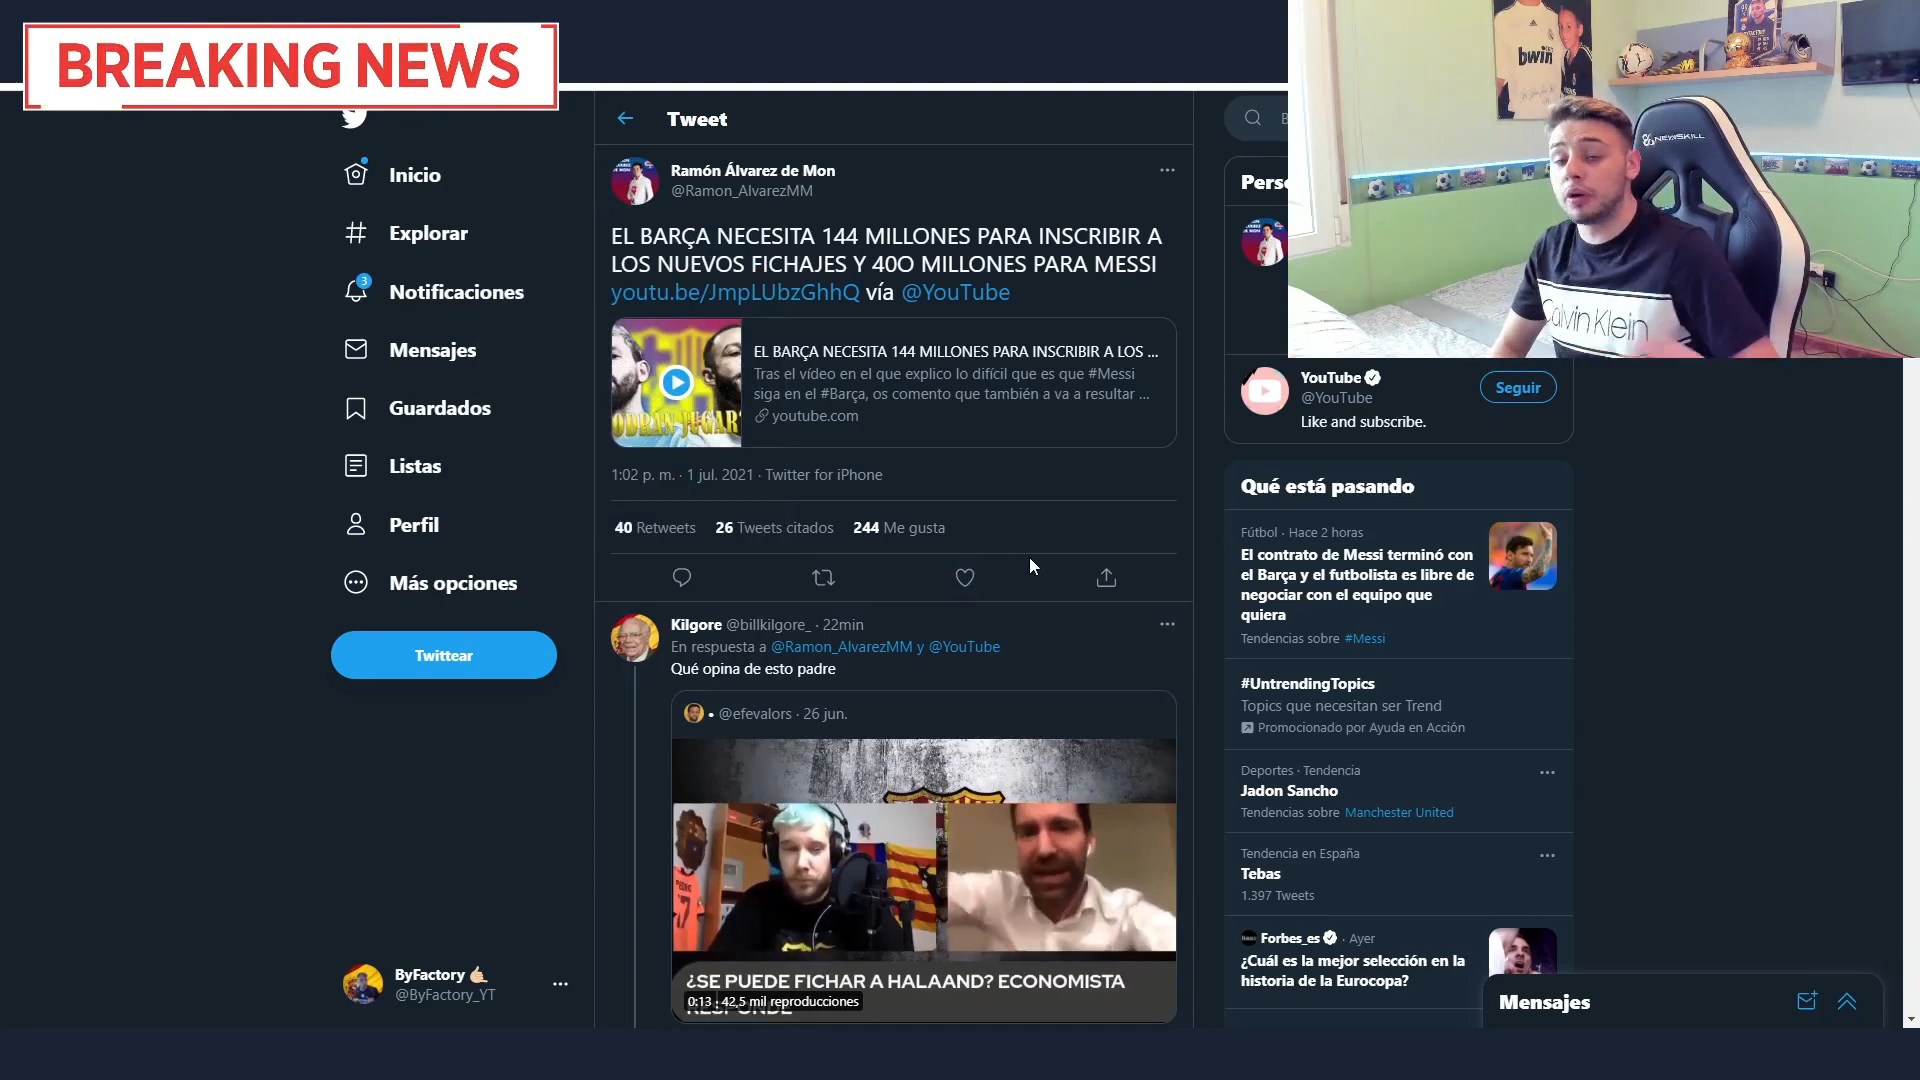 BREAKING NEWS
Inicio
Explorar
3
Notificaciones
Mensajes
Guardados
Listas
Perfil
Más opciones
Twittear
ByFactory
@ByFactory_YT
Tweet
Ramón Álvarez de Mon
@Ramon_AlvarezMM
EL BARÇA NECESITA 144 MILLONES PARA INSCRIBIR A
LOS NUEVOS FICHAJES Y 40O MILLONES PARA MESSI
youtu.be/JmpLUbzGhhQ vía @YouTube
ODRÁN JUGAR
EL BARÇA NECESITA 144 MILLONES PARA INSCRIBIR A LOS ...
Tras el vídeo en el que explico lo difícil que es que #Messi
siga en el #Barça, os comento que también a va a resultar ...
youtube.com
1:02 p. m. · 1 jul. 2021 · Twitter for iPhone
40 Retweets 26 Tweets citados 244 Me gusta
Kilgore @billkilgore_ · 22min
En respuesta a @Ramon_AlvarezMM y @YouTube
Qué opina de esto padre
• @efevalors · 26 jun.
¿SE PUEDE FICHAR A HALAAND? ECONOMISTA
RESPONDE
0:13 42,5 mil reproducciones
bwin
NEWSKILL
Calvin Klein
YouTube
@YouTube
Seguir
Like and subscribe.
Qué está pasando
Fútbol · Hace 2 horas
El contrato de Messi terminó con
el Barça y el futbolista es libre de
negociar con el equipo que
quiera
Tendencias sobre #Messi
#UntrendingTopics
Topics que necesitan ser Trend
Promocionado por Ayuda en Acción
Deportes · Tendencia
Jadon Sancho
Tendencias sobre Manchester United
Tendencia en España
Tebas
1.397 Tweets
Forbes_es · Ayer
¿Cuál es la mejor selección en la
historia de la Eurocopa?
Mensajes